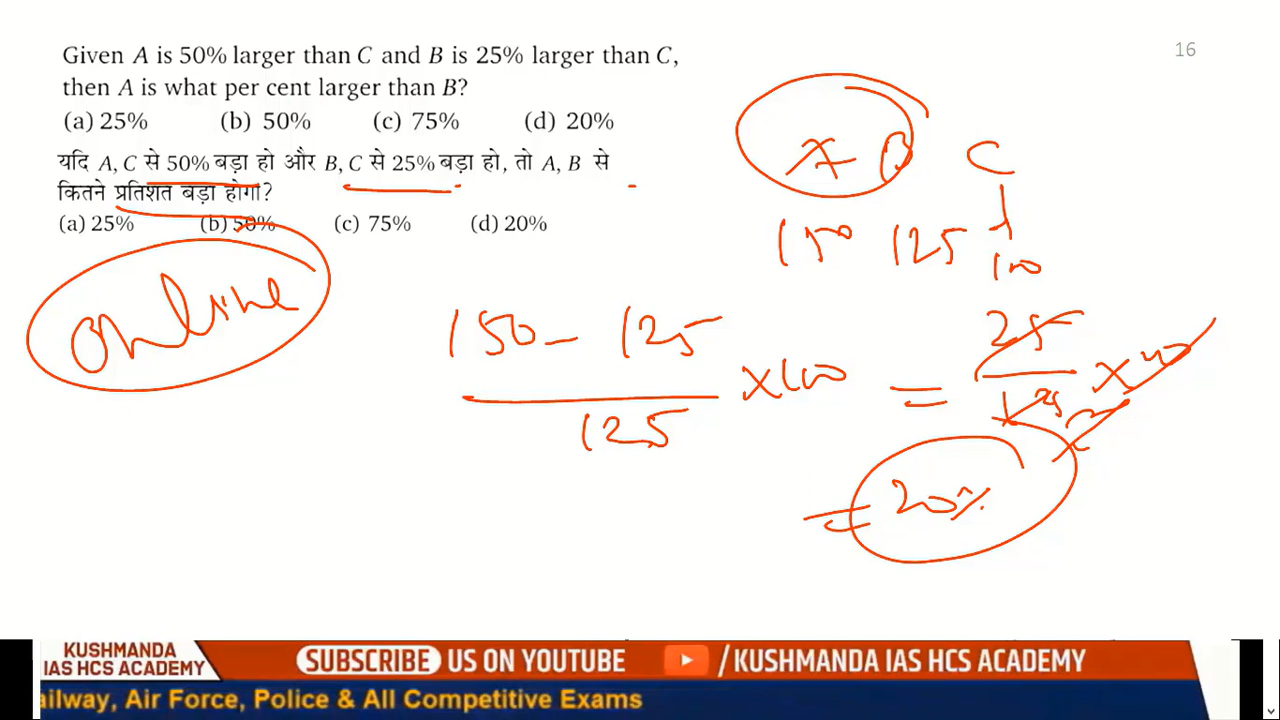 16
Given A is 50% larger than C and B is 25% larger than C,
then A is what per cent larger than B?
(a) 25% (b) 50% (c) 75% (d) 20%
यदि A, C से 50% बड़ा हो और B, C से 25% बड़ा हो, तो A, B से
कितने प्रतिशत बड़ा होगा?
(a) 25% (b) 50% (c) 75% (d) 20%
A B C
150 125 100
online
150 - 125
125
×100
=
25
125
×
= 20%
KUSHMANDA
IAS HCS ACADEMY
SUBSCRIBE US ON YOUTUBE /KUSHMANDA IAS HCS ACADEMY
ailway, Air Force, Police & All Competitive Exams